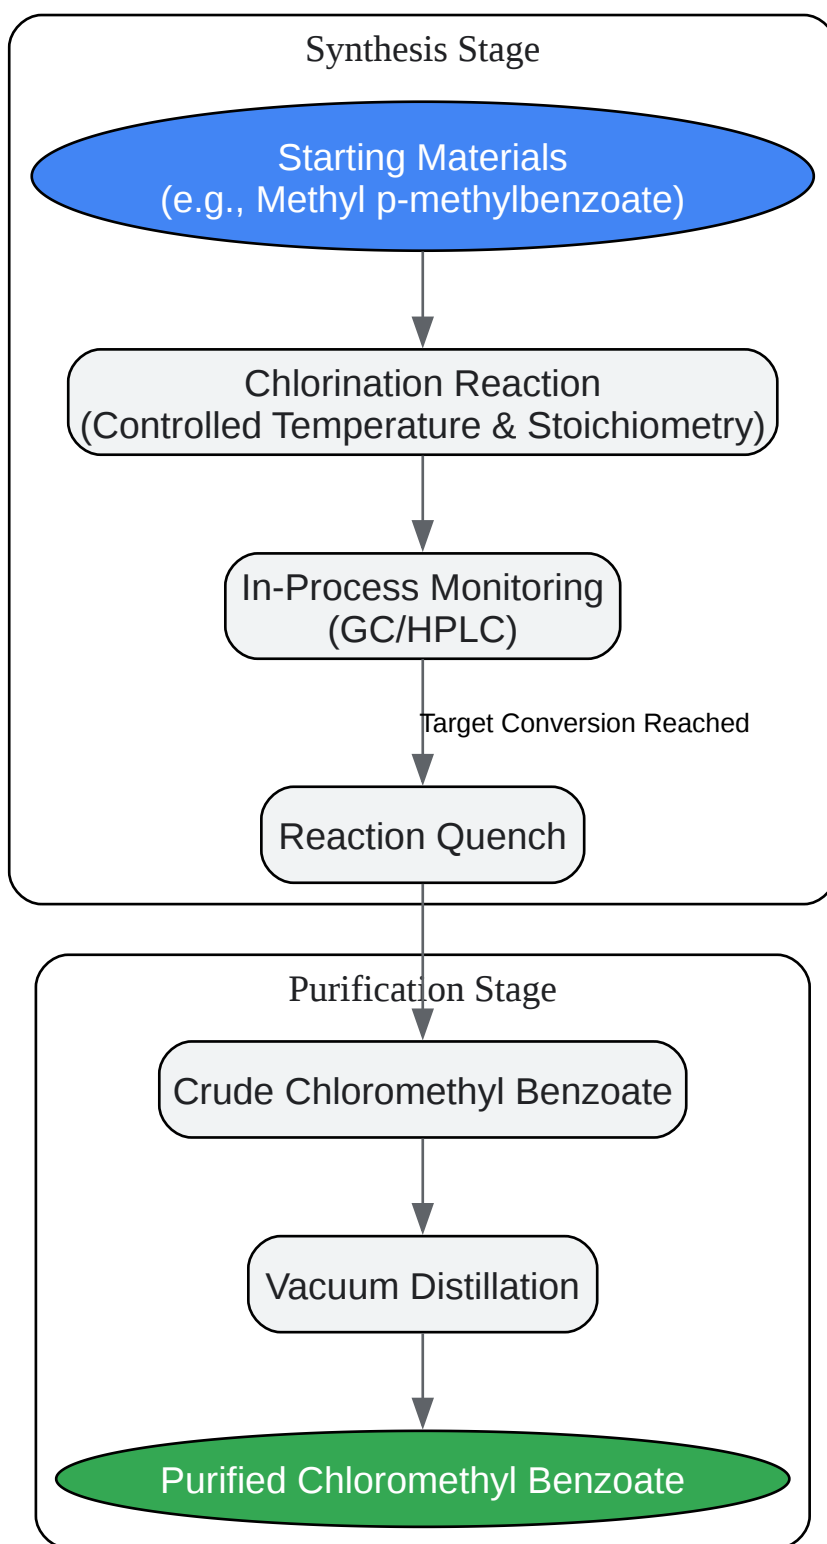 Synthesis Stage
Starting Materials
(e.g., Methyl p-methylbenzoate)
Chlorination Reaction
(Controlled Temperature & Stoichiometry)
In-Process Monitoring
(GC/HPLC)
Target Conversion Reached
Reaction Quench
Purification Stage
Crude Chloromethyl Benzoate
Vacuum Distillation
Purified Chloromethyl Benzoate